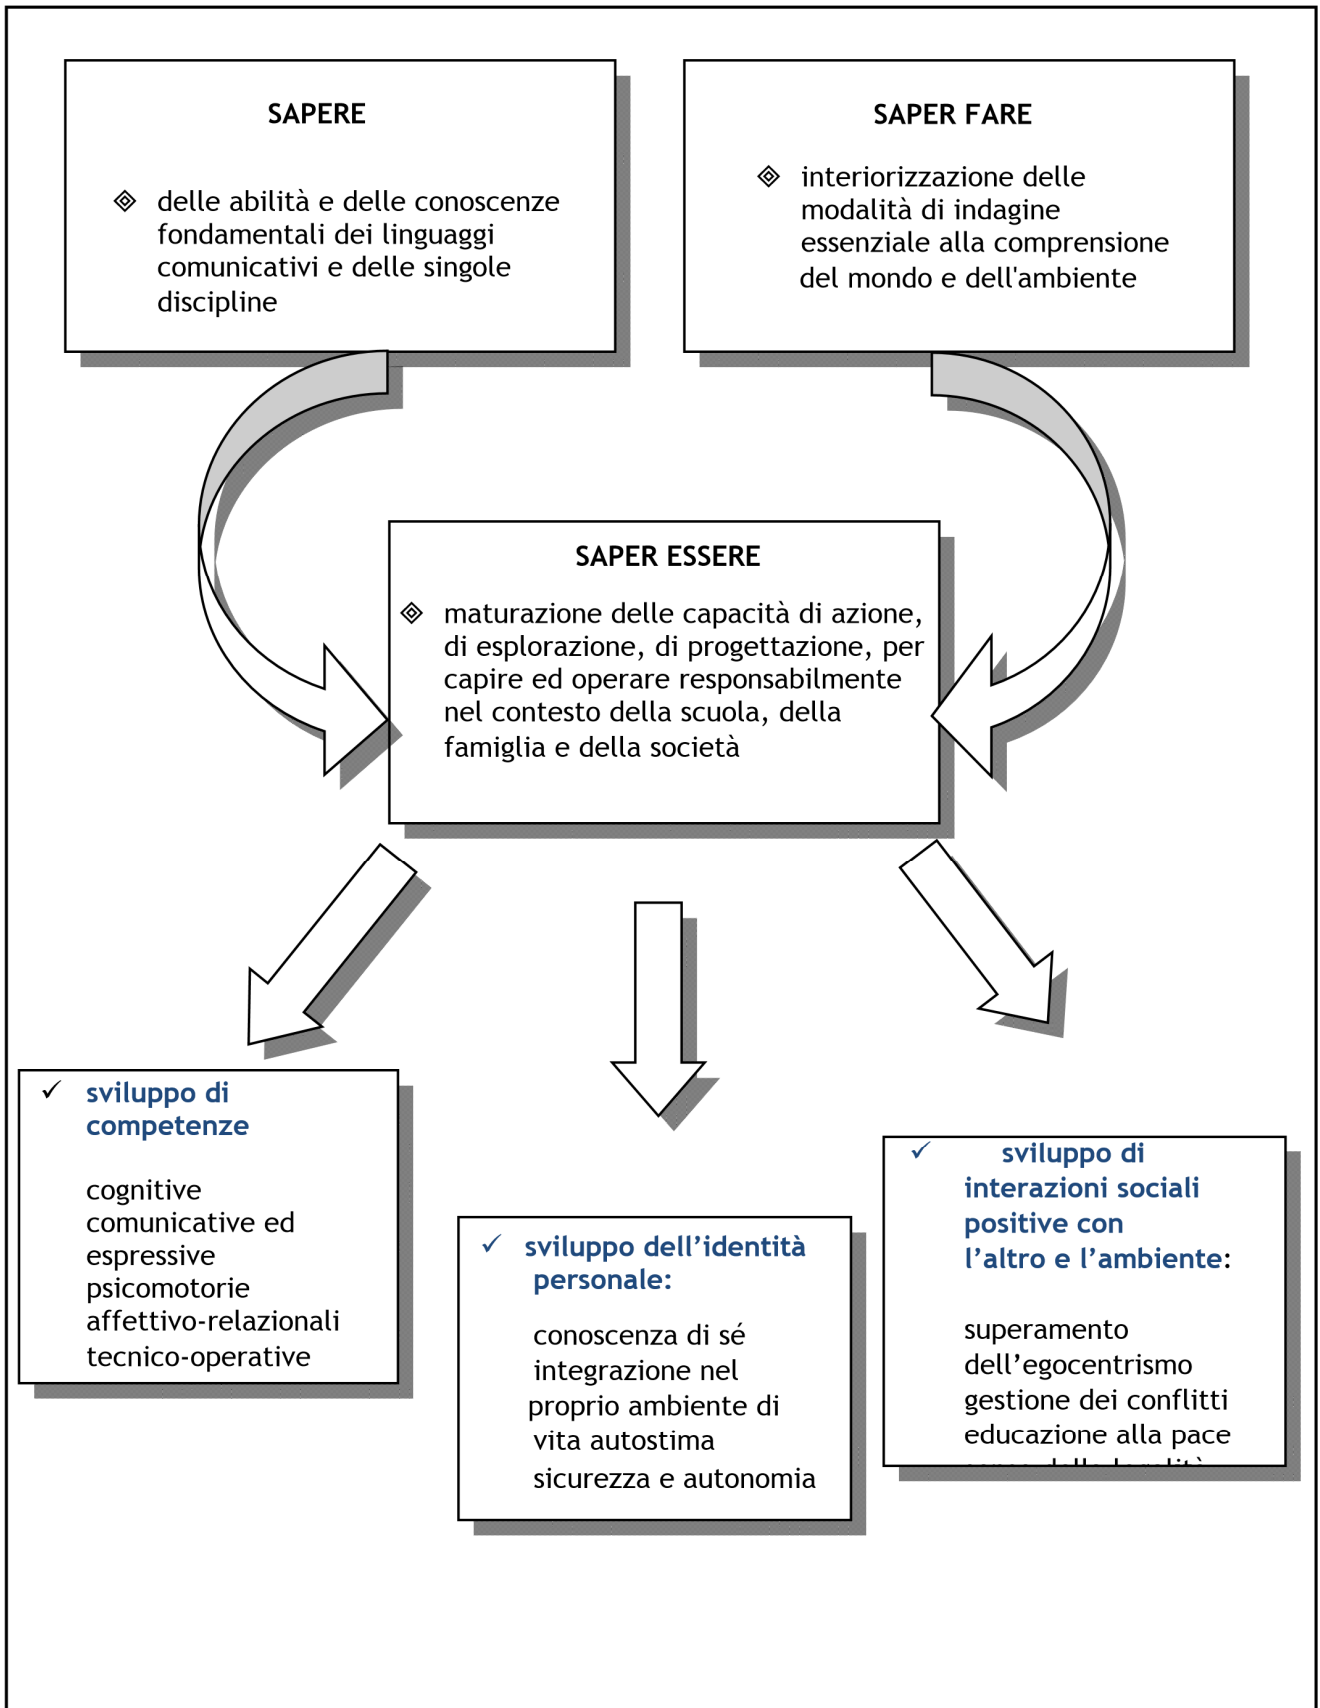 SAPERE
delle abilità e delle conoscenze
fondamentali dei linguaggi
comunicativi e delle singole
discipline
SAPER FARE
interiorizzazione delle
modalità di indagine
essenziale alla comprensione
del mondo e dell'ambiente
SAPER ESSERE
maturazione delle capacità di azione,
di esplorazione, di progettazione, per
capire ed operare responsabilmente
nel contesto della scuola, della
famiglia e della società
✓ sviluppo di
competenze
cognitive
comunicative ed
espressive
psicomotorie
affettivo-relazionali
tecnico-operative
✓ sviluppo dell’identità
personale:
conoscenza di sé
integrazione nel
proprio ambiente di
vita autostima
sicurezza e autonomia
✓ sviluppo di
interazioni sociali
positive con
l’altro e l’ambiente:
superamento
dell’egocentrismo
gestione dei conflitti
educazione alla pace